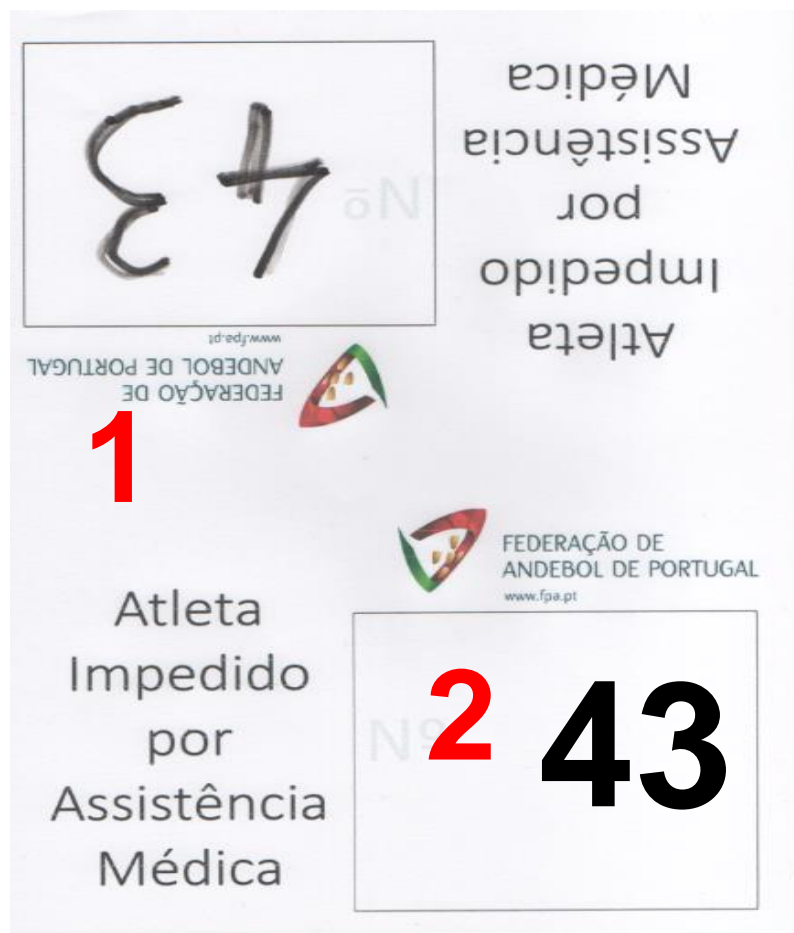 Atleta
Impedido
por
Assistência
Médica
FEDERAÇÃO DE
ANDEBOL DE PORTUGAL
www.fpa.pt
Nº 43
1
FEDERAÇÃO DE
ANDEBOL DE PORTUGAL
www.fpa.pt
Atleta
Impedido
por
Assistência
Médica
Nº 2 43